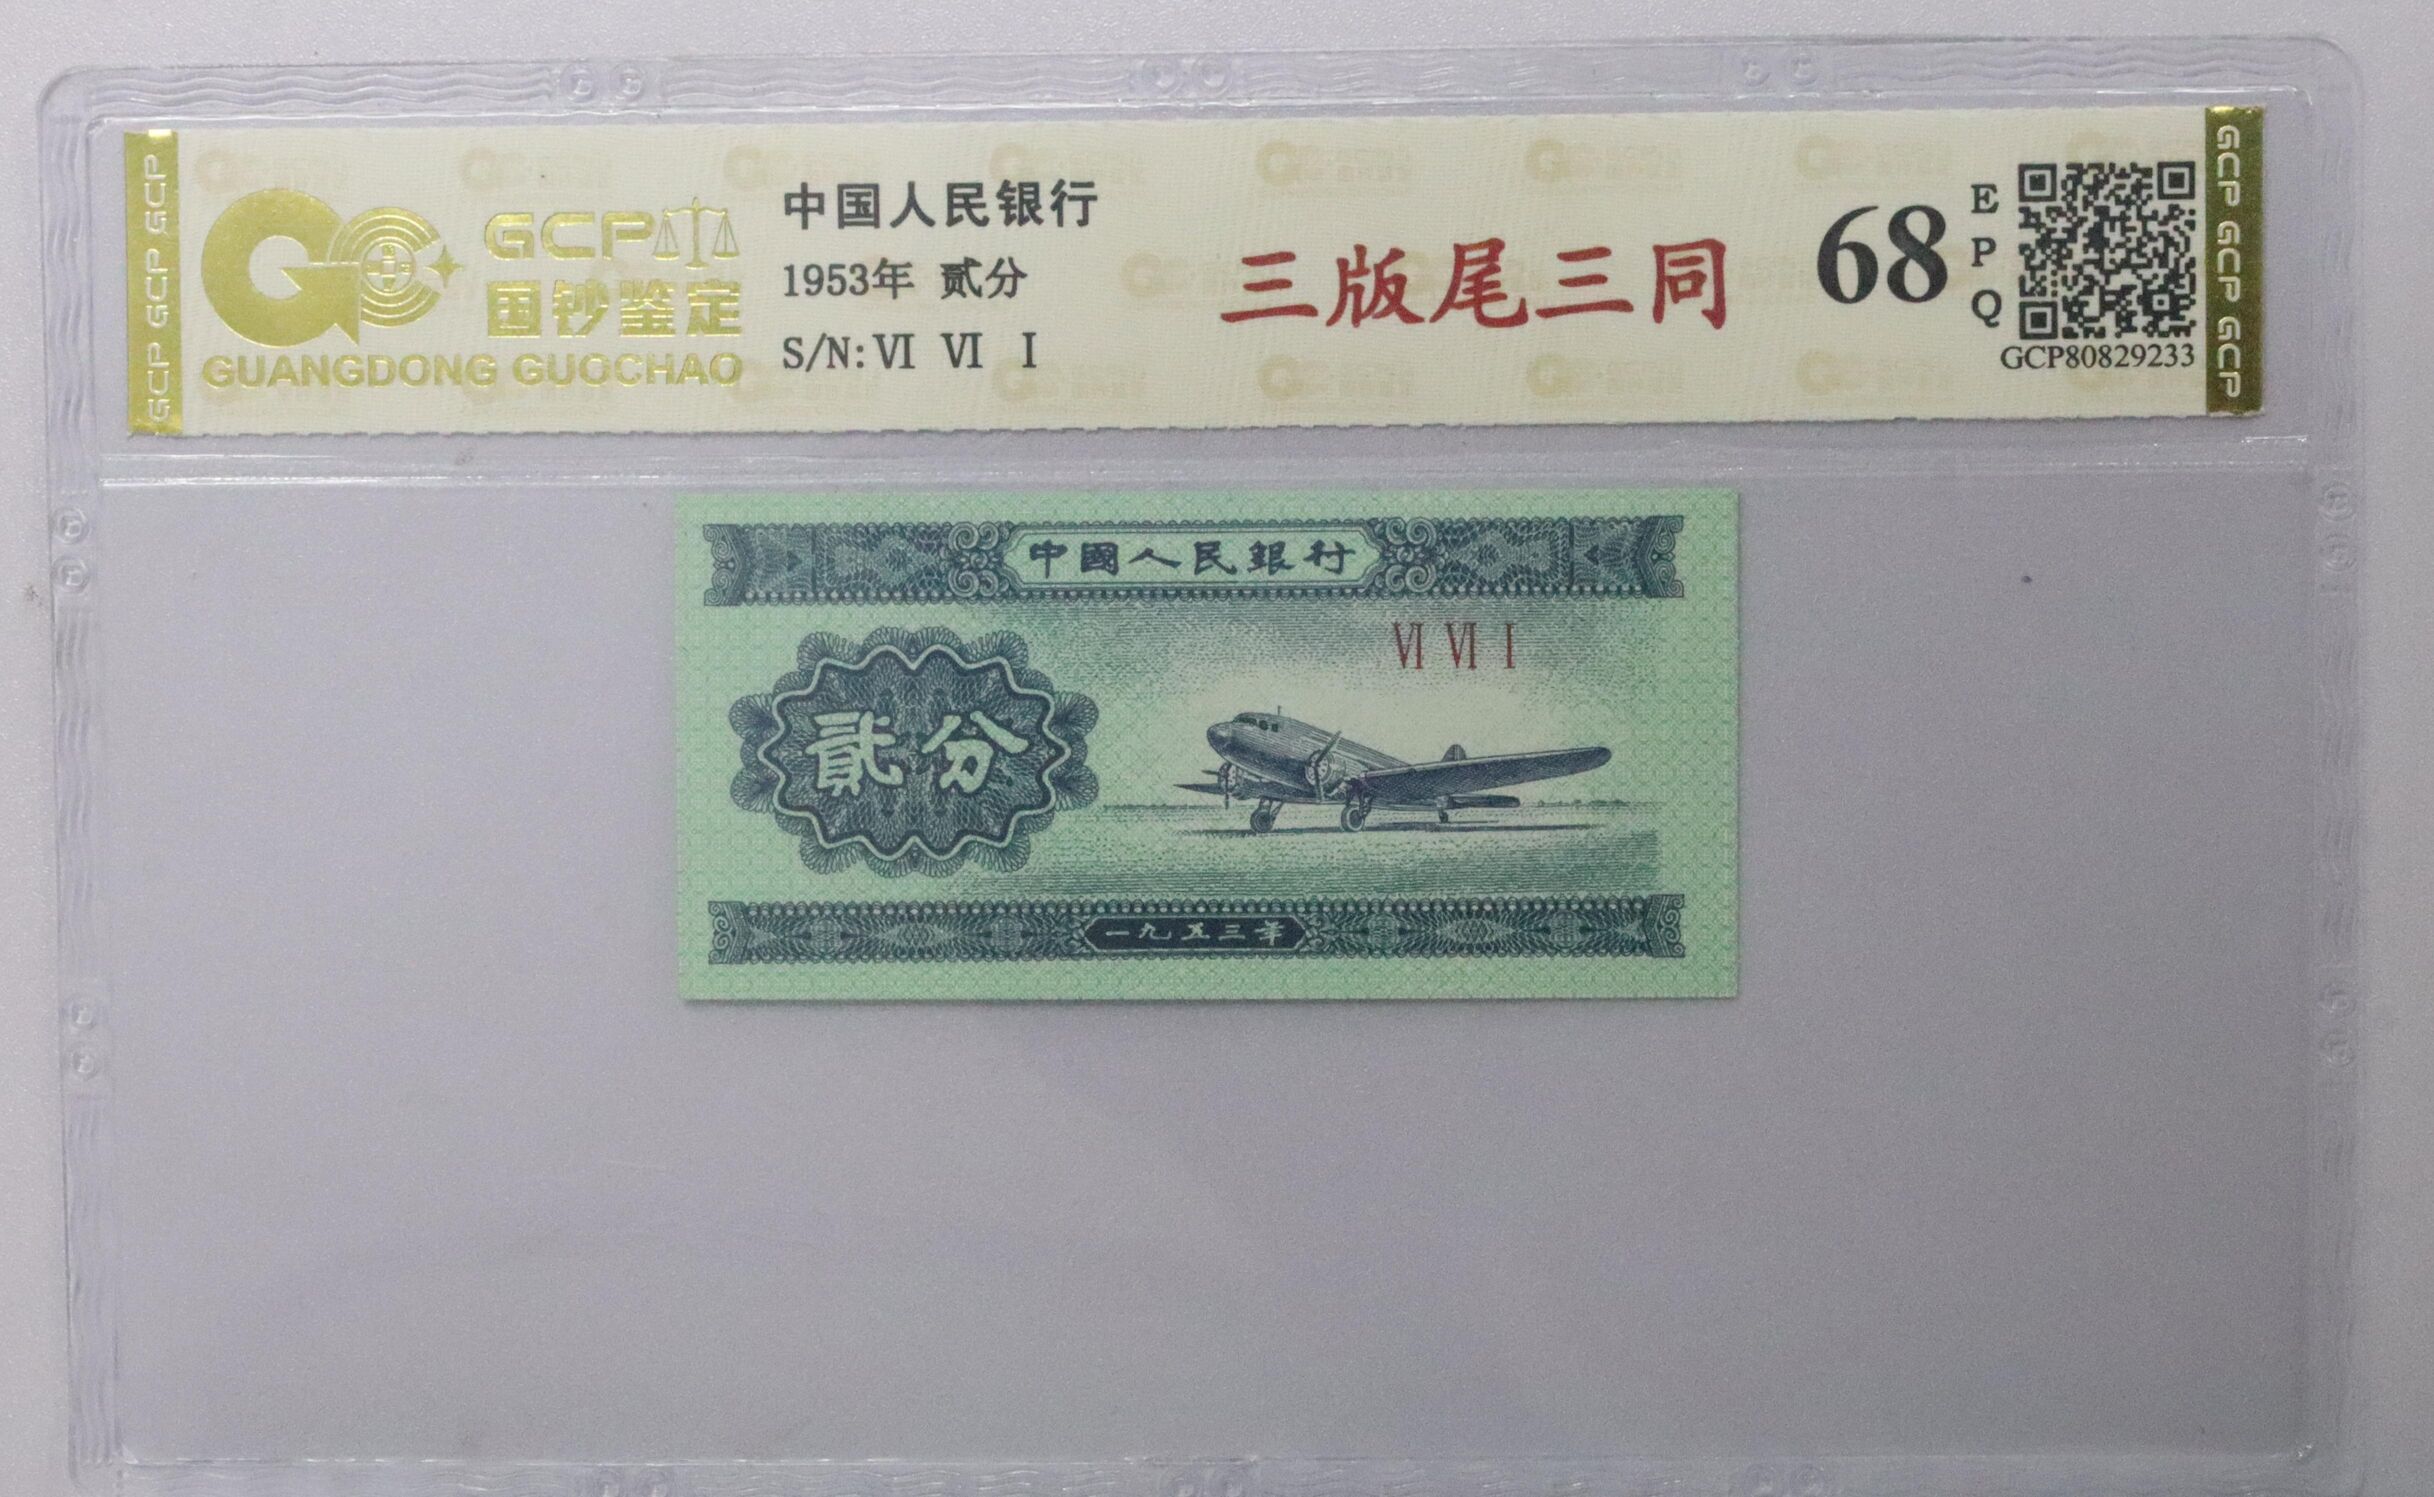 GCP GCP GCP
GCP
国钞鉴定
GUANGDONG GUOCHAO
中国人民银行
1953年 贰分
S/N: VI VI I
三版尾三同
68
E
P
Q
GCP80829233
GCP GCP GCP
中國人民銀行
VI VI I
貳分
一九五三年